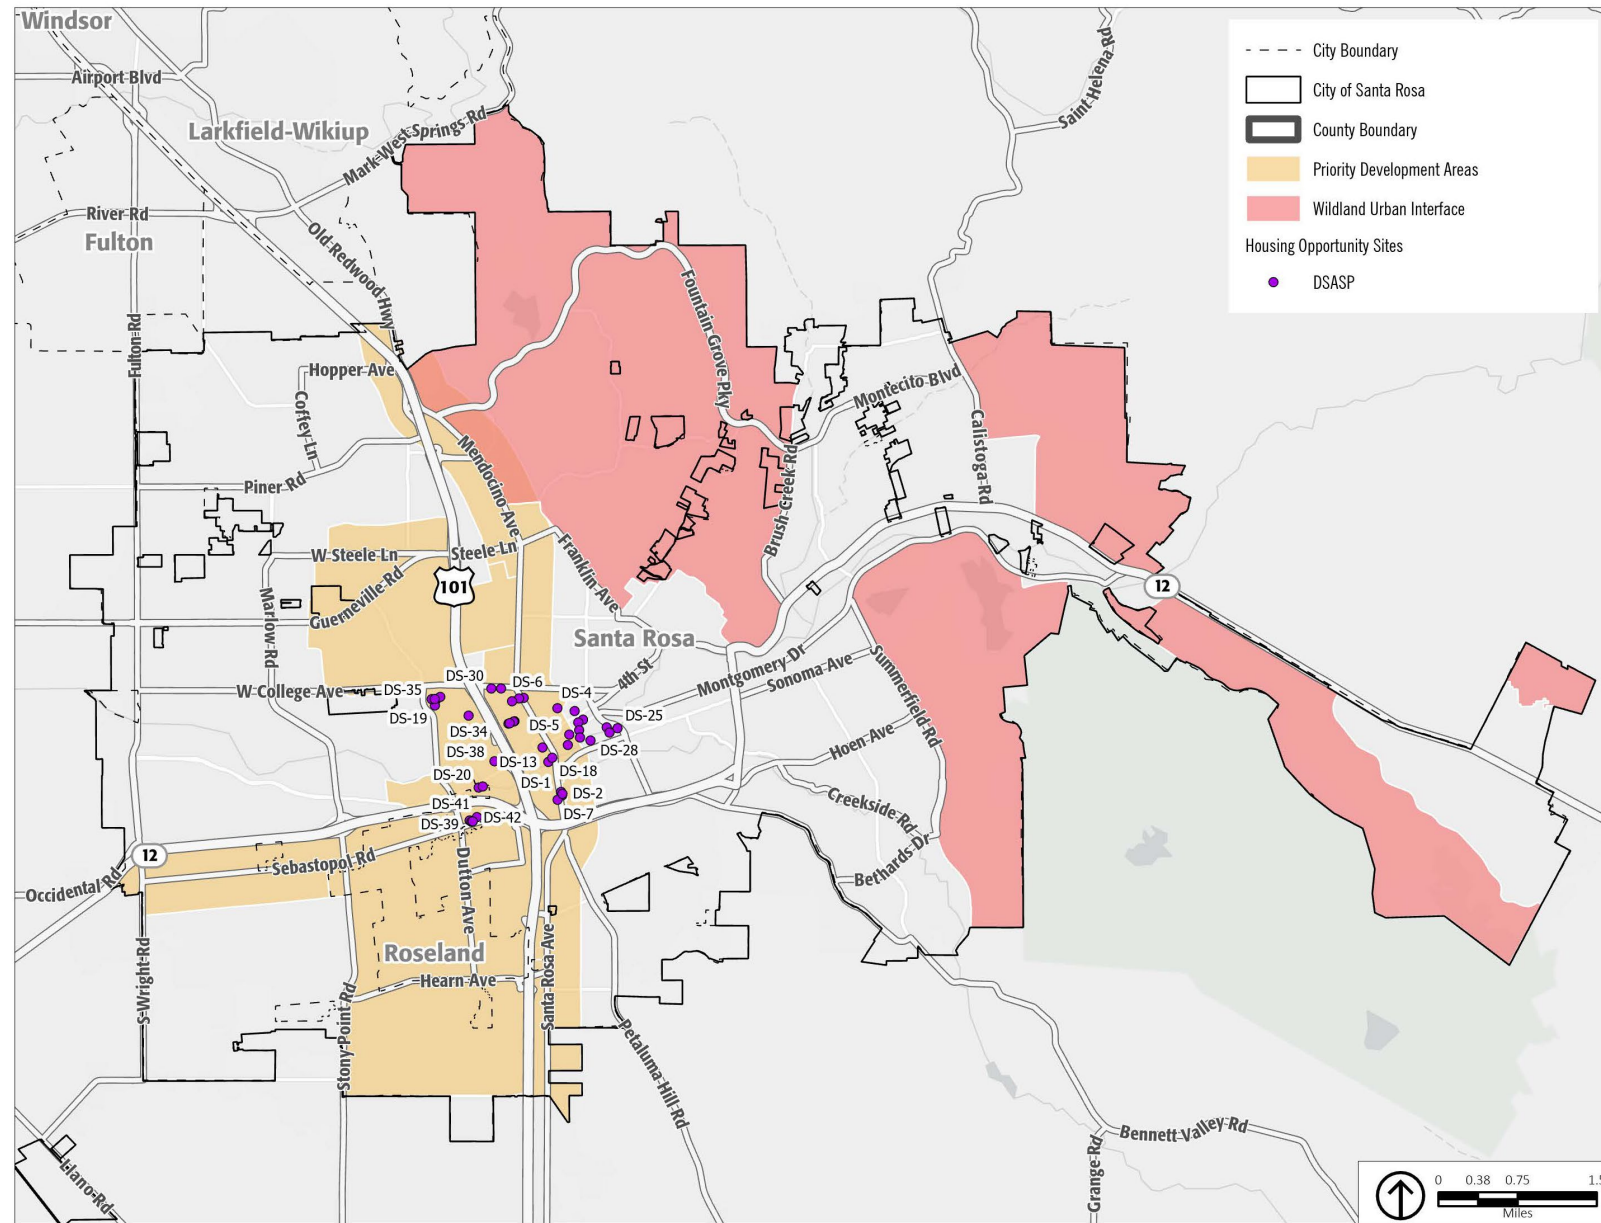 Windsor
Airport Blvd
Larkfield-Wikiup
Mark West Springs Rd
Saint Helena Rd
River Rd
Fulton
Old Redwood Hwy
Fulton Rd
Fountain Grove Pky
Hopper Ave
Coffey Ln
Montecito Blvd
Calistoga Rd
Mendocino Ave
Piner Rd
Brush Creek Rd
W Steele Ln
Steele Ln
Franklin Ave
101
12
Guerneville Rd
Marlow Rd
Santa Rosa
4th St
Montgomery Dr
Sonoma Ave
Summerfield Rd
W College Ave
DS-30
DS-35
DS-6
DS-4
DS-19
DS-25
DS-34
DS-5
DS-38
DS-28
DS-13
DS-18
DS-20
DS-1
DS-2
DS-41
DS-7
DS-39
DS-42
Hoen Ave
Creekside Rd
Bethards Dr
12
Occidental Rd
Sebastopol Rd
Dutton Ave
S Wright Rd
Roseland
Hearn Ave
Stony Point Rd
Santa Rosa Ave
Petaluma Hill Rd
Llano Rd
Bennett Valley Rd
Grange Rd
City Boundary
City of Santa Rosa
County Boundary
Priority Development Areas
Wildland Urban Interface
Housing Opportunity Sites
DSASP
0 0.38 0.75 1.5
Miles